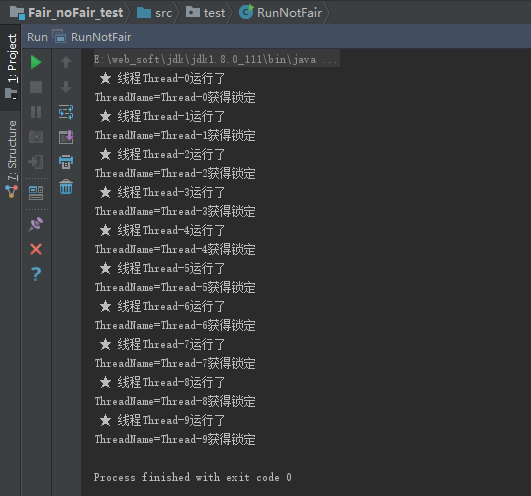 Fair_noFair_test src test RunNotFair
1: Project
7: Structure
Run RunNotFair
E:\web_soft\jdk\jdk1.8.0_111\bin\java ...
★ 线程Thread-0运行了
ThreadName=Thread-0获得锁定
★ 线程Thread-1运行了
ThreadName=Thread-1获得锁定
★ 线程Thread-2运行了
ThreadName=Thread-2获得锁定
★ 线程Thread-3运行了
ThreadName=Thread-3获得锁定
★ 线程Thread-4运行了
ThreadName=Thread-4获得锁定
★ 线程Thread-5运行了
ThreadName=Thread-5获得锁定
★ 线程Thread-6运行了
ThreadName=Thread-6获得锁定
★ 线程Thread-7运行了
ThreadName=Thread-7获得锁定
★ 线程Thread-8运行了
ThreadName=Thread-8获得锁定
★ 线程Thread-9运行了
ThreadName=Thread-9获得锁定
Process finished with exit code 0